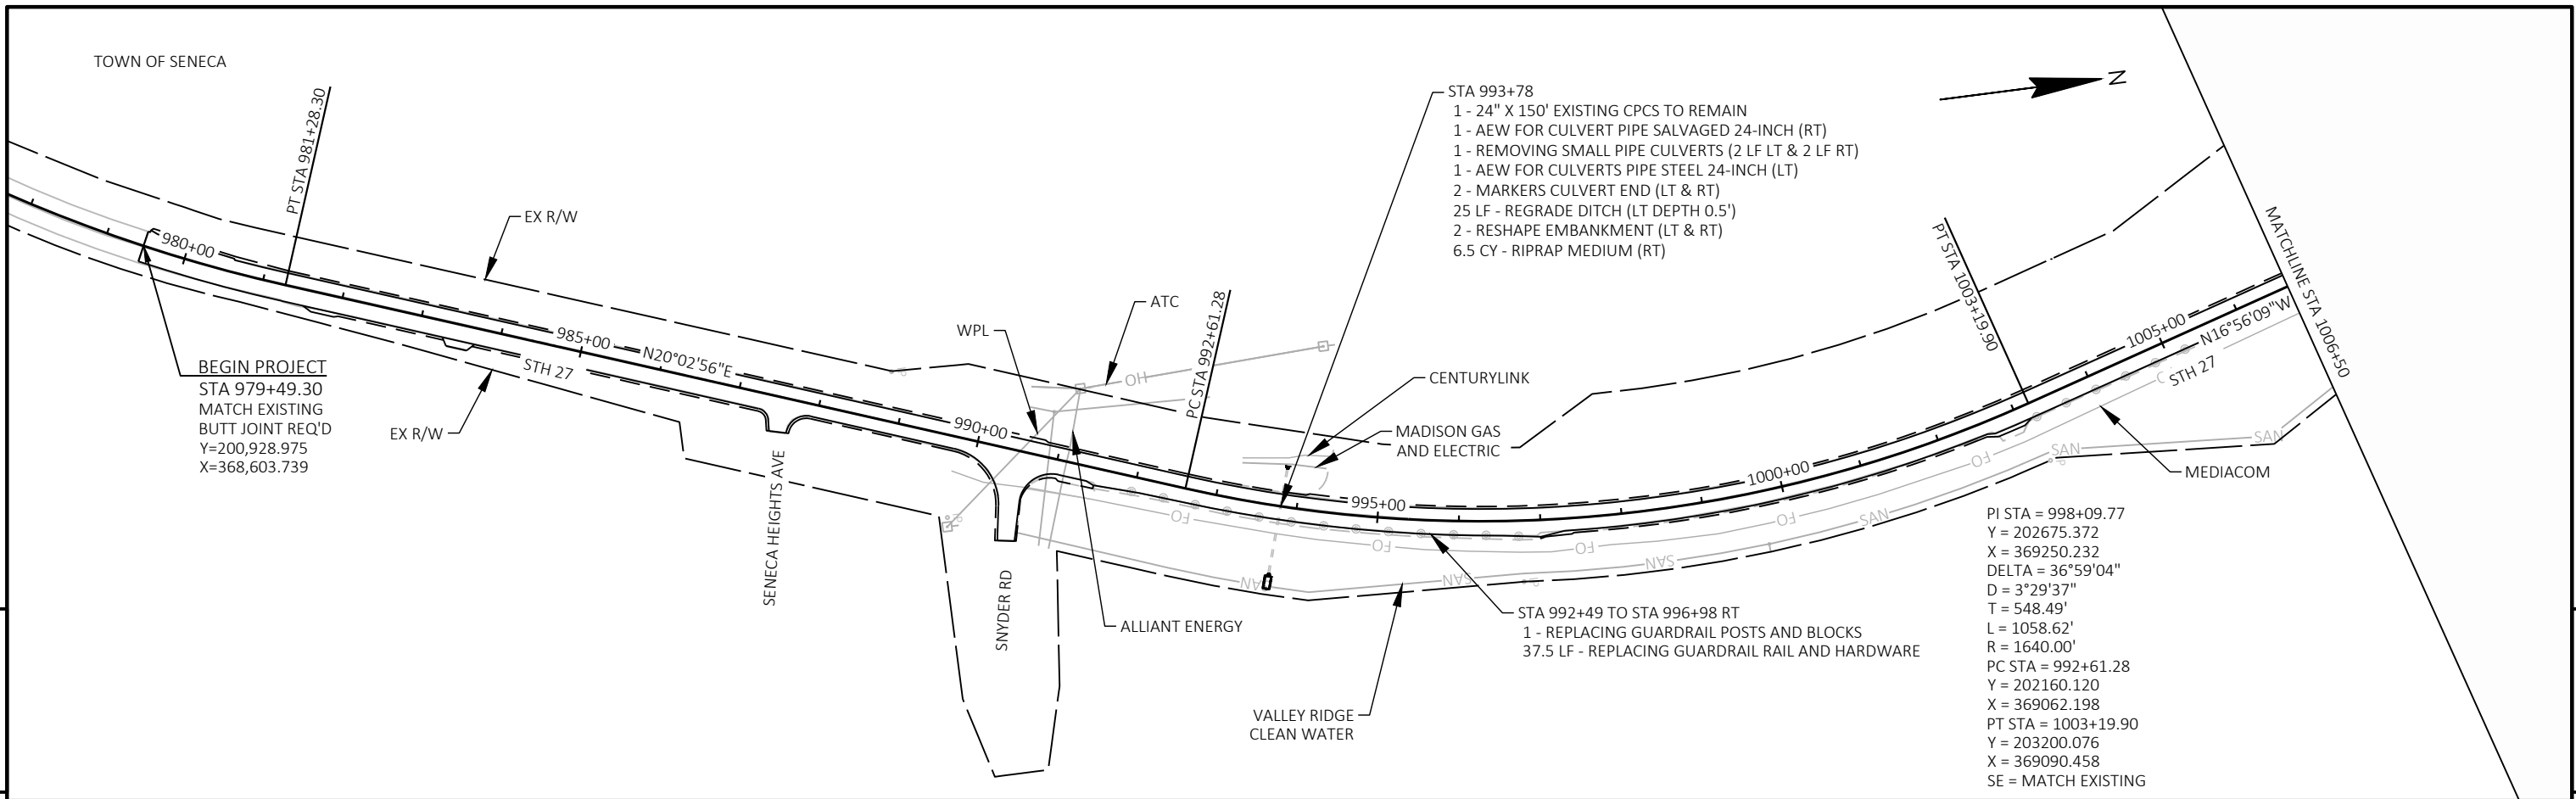 TOWN OF SENECA
PT STA 981+28.30
EX R/W
980+00
BEGIN PROJECT
STA 979+49.30
MATCH EXISTING
BUTT JOINT REQ'D
Y=200,928.975
X=368,603.739
EX R/W
STH 27
985+00
N20°02'56"E
SENECA HEIGHTS AVE
990+00
WPL
ATC
OH
PC STA 992+61.28
SNYDER RD
ALLIANT ENERGY
STA 993+78
1 - 24" X 150' EXISTING CPCS TO REMAIN
1 - AEW FOR CULVERT PIPE SALVAGED 24-INCH (RT)
1 - REMOVING SMALL PIPE CULVERTS (2 LF LT & 2 LF RT)
1 - AEW FOR CULVERTS PIPE STEEL 24-INCH (LT)
2 - MARKERS CULVERT END (LT & RT)
25 LF - REGRADE DITCH (LT DEPTH 0.5')
2 - RESHAPE EMBANKMENT (LT & RT)
6.5 CY - RIPRAP MEDIUM (RT)
N
CENTURYLINK
MADISON GAS
AND ELECTRIC
995+00
1000+00
FO
FO
FO
FO
FO
SAN
SAN
SAN
SAN
SAN
SAN
STA 992+49 TO STA 996+98 RT
1 - REPLACING GUARDRAIL POSTS AND BLOCKS
37.5 LF - REPLACING GUARDRAIL RAIL AND HARDWARE
VALLEY RIDGE
CLEAN WATER
PT STA 1003+19.90
1005+00
N16°56'09"W
STH 27
MATCHLINE STA 1006+50
MEDIACOM
PI STA = 998+09.77
Y = 202675.372
X = 369250.232
DELTA = 36°59'04"
D = 3°29'37"
T = 548.49'
L = 1058.62'
R = 1640.00'
PC STA = 992+61.28
Y = 202160.120
X = 369062.198
PT STA = 1003+19.90
Y = 203200.076
X = 369090.458
SE = MATCH EXISTING